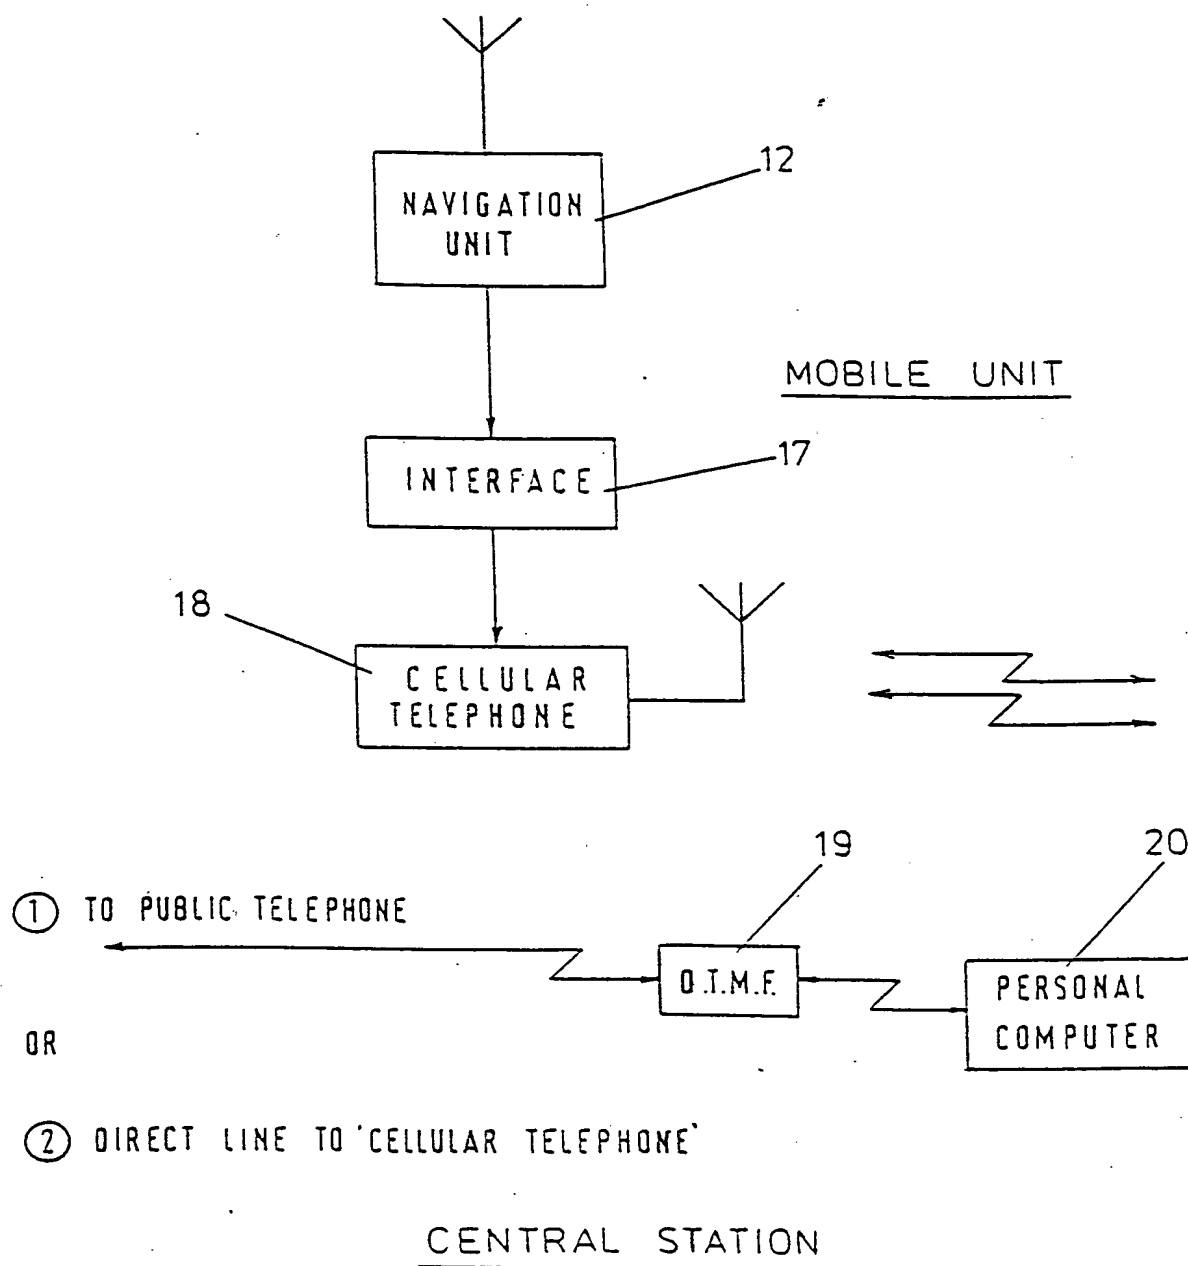 12
NAVIGATION
UNIT
MOBILE UNIT
17
INTERFACE
18
CELLULAR
TELEPHONE
19
20
1 TO PUBLIC TELEPHONE
D.T.M.F.
PERSONAL
COMPUTER
OR
2 DIRECT LINE TO 'CELLULAR TELEPHONE'
CENTRAL STATION